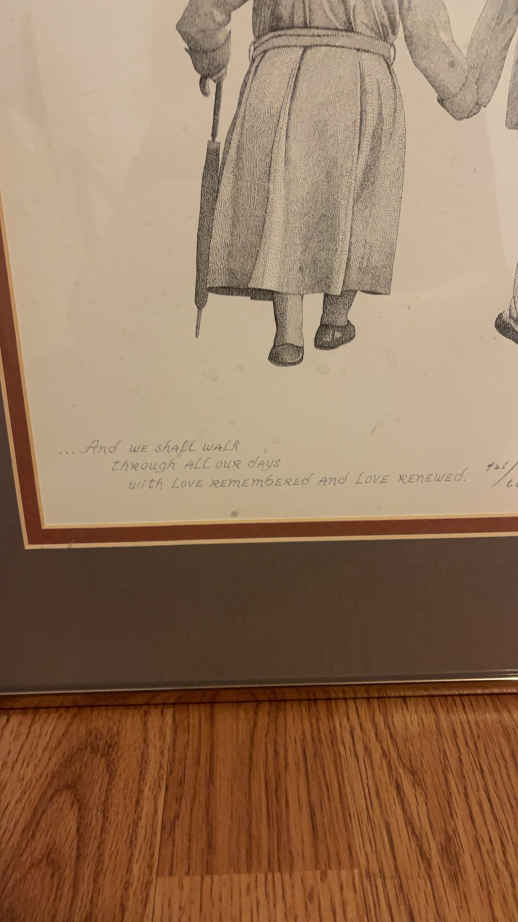 ...And we shall walk
through all our days
with love remembered and love renewed.